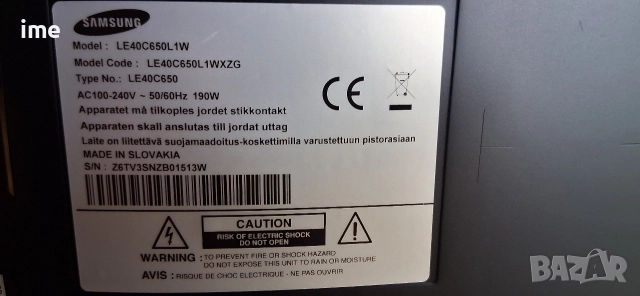 ime
SAMSUNG
Model : LE40C650L1W
Model Code : LE40C650L1WXZG
Type No.: LE40C650
AC100-240V ~ 50/60Hz 190W
Apparatet må tilkoples jordet stikkontakt
Apparaten skall anslutas till jordat uttag
Laite on liitettävä suojamaadoitus-koskettimilla varustettuun pistorasiaan
MADE IN SLOVAKIA
S/N : Z6TV3SNZB01513W
CE
CAUTION
RISK OF ELECTRIC SHOCK
DO NOT OPEN
WARNING : TO PREVENT FIRE OR SHOCK HAZARD
DO NOT EXPOSE THIS UNIT TO RAIN OR MOISTURE
AVIS : RISQUE DE CHOC ELECTRIQUE - NE PAS OUVRIR
BAZAR